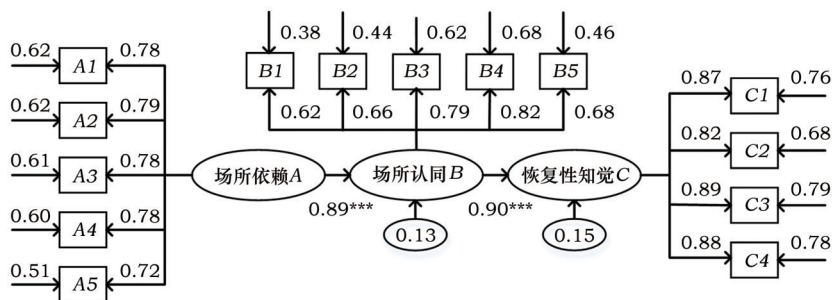 0.38 0.44 0.62 0.68 0.46
B1 B2 B3 B4 B5
0.62 0.66 0.79 0.82 0.68
0.62 A1 0.78
0.62 A2 0.79
0.61 A3 0.78
0.60 A4 0.78
0.51 A5 0.72
场所依赖A 场所认同B 恢复性知觉C
0.89*** 0.90***
0.13 0.15
0.87 C1 0.76
0.82 C2 0.68
0.89 C3 0.79
0.88 C4 0.78